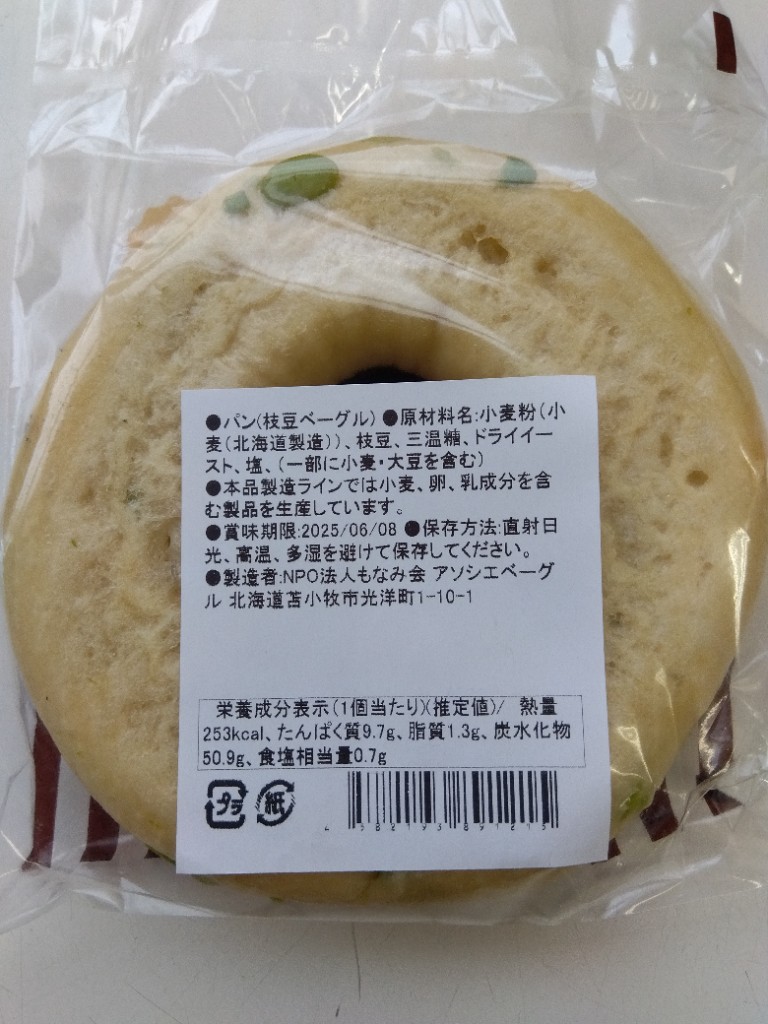 ●パン(枝豆ベーグル) ●原材料名:小麦粉(小
麦(北海道製造))、枝豆、三温糖、ドライイー
スト、塩、(一部に小麦・大豆を含む)
●本品製造ラインでは小麦、卵、乳成分を含
む製品を生産しています。
●賞味期限:2025/06/08 ●保存方法:直射日
光、高温、多湿を避けて保存してください。
●製造者:NPO法人もなみ会 アソシエベーグ
ル 北海道苫小牧市光洋町1-10-1
栄養成分表示(1個当たり)(推定値)/ 熱量
253kcal、たんぱく質9.7g、脂質1.3g、炭水化物
50.9g、食塩相当量0.7g
プラ 紙